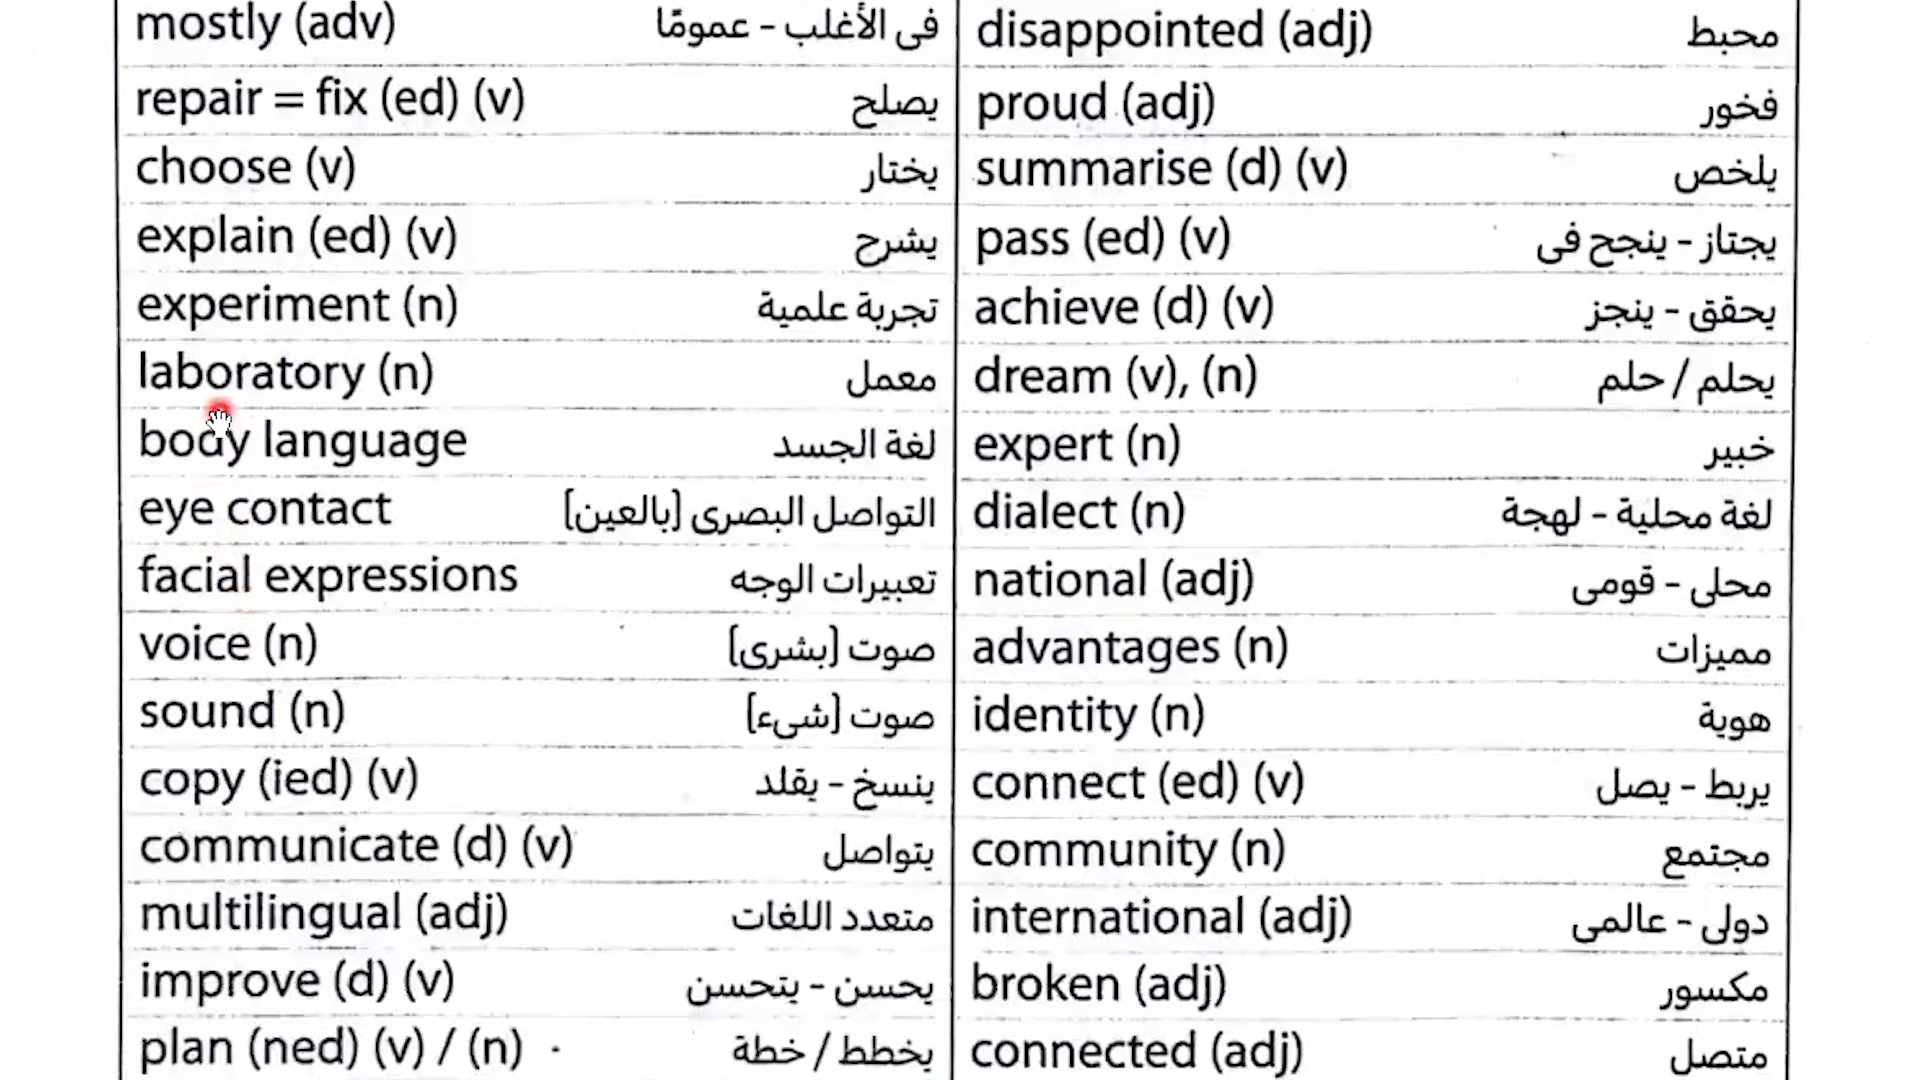 mostly (adv) فى الأغلب - عمومًا
repair = fix (ed) (v) يصلح
choose (v) يختار
explain (ed) (v) يشرح
experiment (n) تجربة علمية
laboratory (n) معمل
body language لغة الجسد
eye contact التواصل البصرى [بالعين]
facial expressions تعبيرات الوجه
voice (n) صوت [بشرى]
sound (n) صوت [شىء]
copy (ied) (v) ينسخ - يقلد
communicate (d) (v) يتواصل
multilingual (adj) متعدد اللغات
improve (d) (v) يحسن - يتحسن
plan (ned) (v) / (n) يخطط / خطة
disappointed (adj) محبط
proud (adj) فخور
summarise (d) (v) يلخص
pass (ed) (v) يجتاز - ينجح فى
achieve (d) (v) يحقق - ينجز
dream (v), (n) يحلم / حلم
expert (n) خبير
dialect (n) لغة محلية - لهجة
national (adj) محلى - قومى
advantages (n) مميزات
identity (n) هوية
connect (ed) (v) يربط - يصل
community (n) مجتمع
international (adj) دولى - عالمى
broken (adj) مكسور
connected (adj) متصل